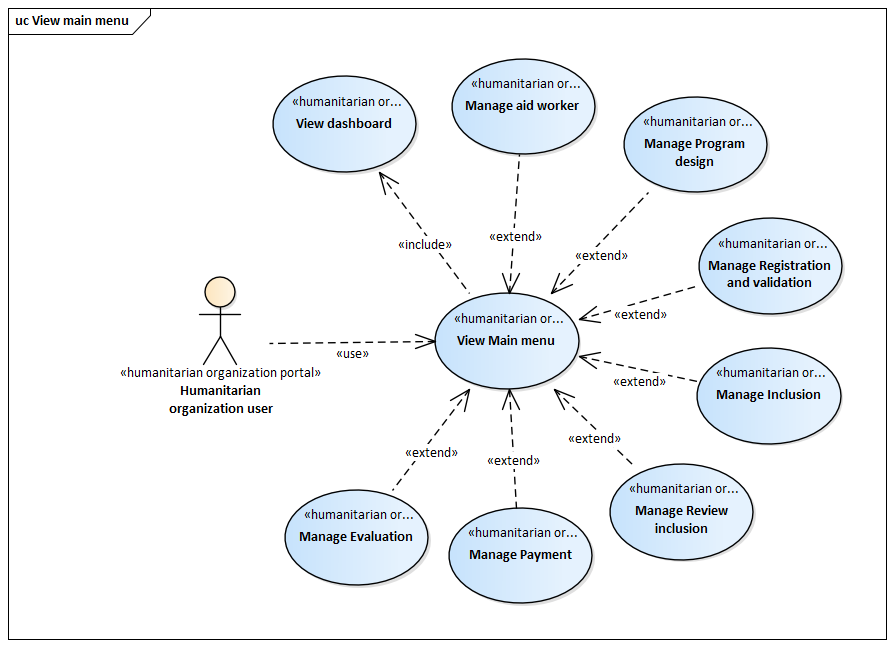 uc View main menu
«humanitarian or...
Manage aid worker
«humanitarian or...
View dashboard
«humanitarian or...
Manage Program
design
«extend»
«include»
«extend»
«humanitarian or...
Manage Registration
and validation
«extend»
«humanitarian or...
View Main menu
«use»
«humanitarian organization portal»
Humanitarian
organization user
«humanitarian or...
Manage Inclusion
«extend»
«extend»
«extend»
«extend»
«humanitarian or...
Manage Review
inclusion
«humanitarian or...
Manage Evaluation
«humanitarian or...
Manage Payment